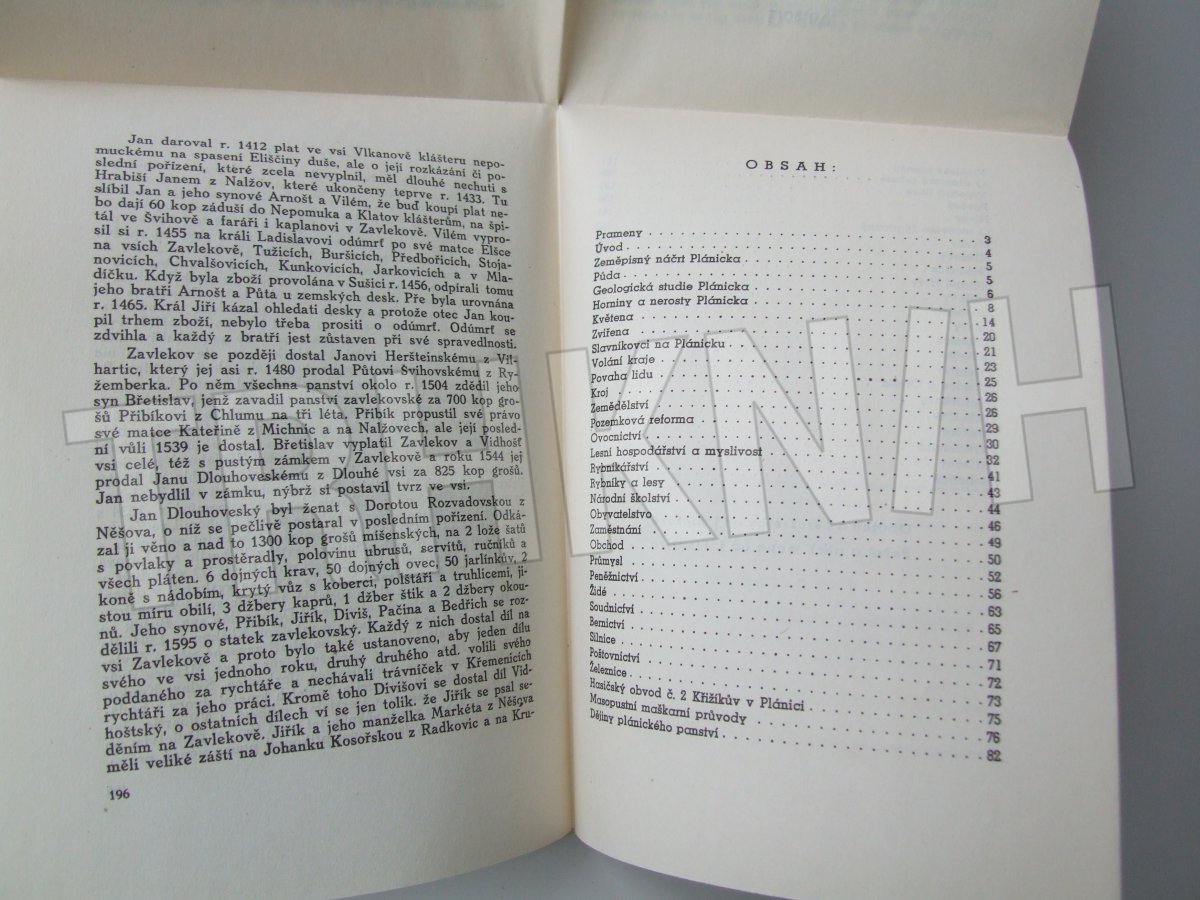 Jan daroval r. 1412 plat ve vsi Vlkanově klášteru nepo-
muckému na spasení Eliščiny duše, ale o její rozkázání či po-
slední pořízení, které zcela nevyplnil, měl dlouhé nechuti s
Hrabiší Janem z Nalžov, které ukončeny teprve r. 1433. Tu
slíbil Jan a jeho synové Arnošt a Vilém, že buď koupí plat ne-
bo dají 60 kop záduší do Nepomuka a Klatov klášterům, na špi-
tál ve Švihově a faráři i kaplanovi v Zavlekově. Vilém vypro-
sil si r. 1455 na králi Ladislavovi odúmrť po své matce Elšce
na vsích Zavlekově, Tužicích, Buršicích, Předbořicích, Stoja-
novicích, Chvalšovicích, Kunkovicích, Jarkovicích a v Mla-
díčku. Když byla zboží provolána v Sušici r. 1456, odpírali tomu
jeho bratři Arnošt a Půta u zemských desk. Pře byla urovnána
r. 1465. Král Jiří kázal ohledati desky a protože otec Jan kou-
pil trhem zboží, nebylo třeba prositi o odúmrť. Odúmrť se
zdvihla a každý z bratří jest zůstaven při své spravedlnosti.
Zavlekov se později dostal Janovi Heršteinskému z Vít-
hartic, který jej asi r. 1480 prodal Půtovi Švihovskému z Rý-
žemberka. Po něm všechna panství okolo r. 1504 zdědil jeho
syn Břetislav, jenž zavadil panství zavlekovské za 700 kop gro-
šů Přibíkovi z Chlumu na tři léta. Přibík propustil své právo
své matce Kateřině z Michnic a na Nalžovech, ale její posled-
ní vůlí 1539 je dostal. Břetislav vyplatil Zavlekov a Vidhošť
vsi celé, též s pustým zámkem v Zavlekově a roku 1544 jej
prodal Janu Dlouhoveskému z Dlouhé vsi za 825 kop grošů.
Jan nebydlil v zámku, nýbrž si postavil tvrz ve vsi.
Jan Dlouhoveský byl ženat s Dorotou Rozvadovskou z
Něšova, o níž se pečlivě postaral v posledním pořízení. Odká-
zal jí věno a nad to 1300 kop grošů míšenských, na 2 lože šatů
s povlaky a prostěradly, polovinu ubrusů, servítů, ručníků a
všech pláten. 6 dojných krav, 50 dojných ovec, 50 jarlínkův, 2
koně s nádobím, krytý vůz s koberci, polštáři a truhlicemi, ji-
stou míru obilí, 3 džbery kaprů, 1 džber štik a 2 džbery okou-
nů. Jeho synové, Přibík, Jiřík, Diviš, Pačina a Bedřich se roz-
dělili r. 1595 o statek zavlekovský. Každý z nich dostal díl na
vsi Zavlekově a proto bylo také ustanoveno, aby jeden dílu
svého ve vsi jednoho roku, druhý druhého atd. volili svého
poddaného za rychtáře a nechávali trávníček v Křemenicích
rychtáři za jeho práci. Kromě toho Divišovi se dostal díl Vid-
hoštský, o ostatních dílech ví se jen tolik. že Jiřík se psal se-
děním na Zavlekově. Jiřík a jeho manželka Markéta z Něšova
měli veliké záští na Johanku Kosořskou z Radkovic a na Kru-
196
OBSAH:
Prameny 3
Úvod 4
Zeměpisný náčrt Plánicka 5
Půda 5
Geologická studie Plánicka 6
Horniny a nerosty Plánicka 8
Květena 14
Zvířena 20
Slavníkovci na Plánicku 21
Volání kraje 23
Povaha lidu 25
Kroj 26
Zemědělství 26
Pozemková reforma 29
Ovocnictví 30
Lesní hospodářství a myslivost 32
Rybníkářství 41
Rybníky a lesy 43
Národní školství 44
Obyvatelstvo 46
Zaměstnání 49
Obchod 50
Průmysl 52
Peněžnictví 56
Židé 63
Soudnictví 65
Bernictví 67
Silnice 71
Poštovnictví 72
Železnice 73
Hasičský obvod č. 2 Křižíkův v Plánici 75
Masopustní maškarní průvody 76
Dějiny plánického panství 82
TRHKNIH